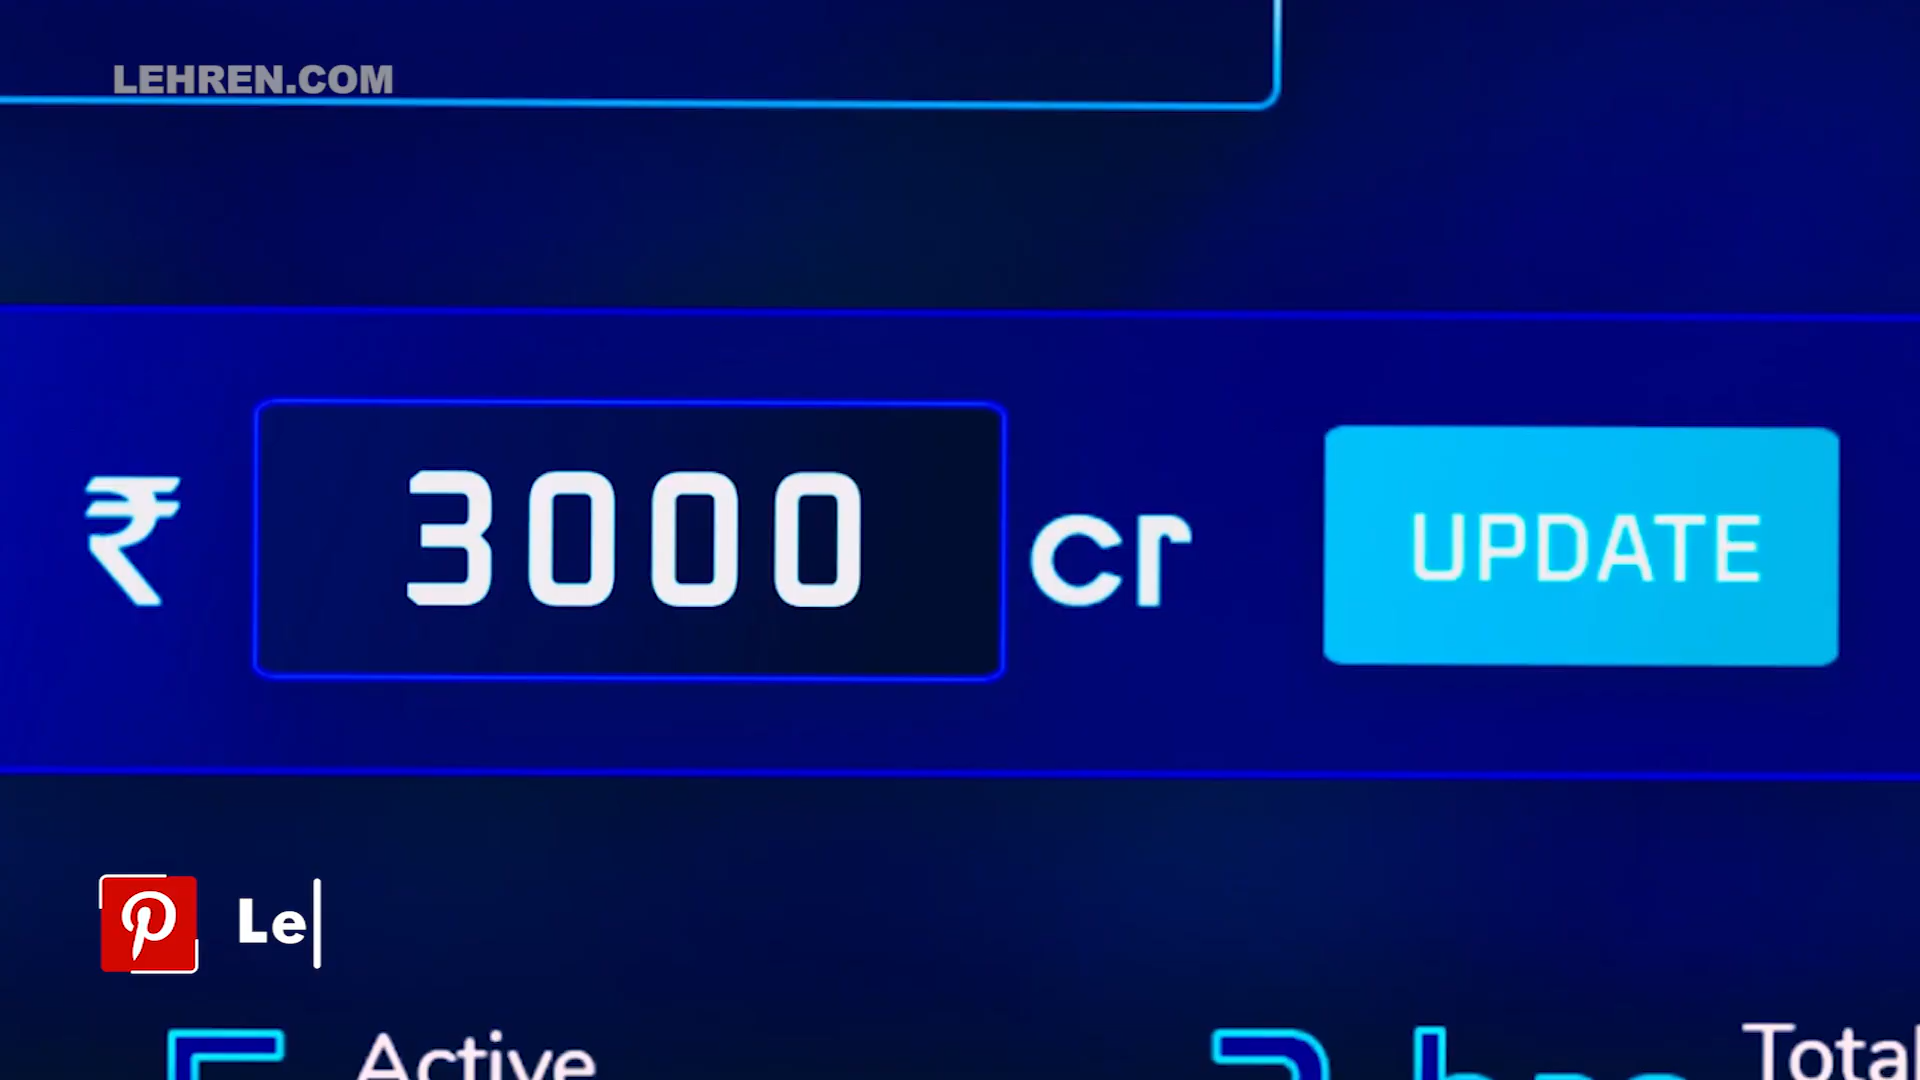 LEHREN.COM
₹ 3000 cr UPDATE
Le
Active
Total